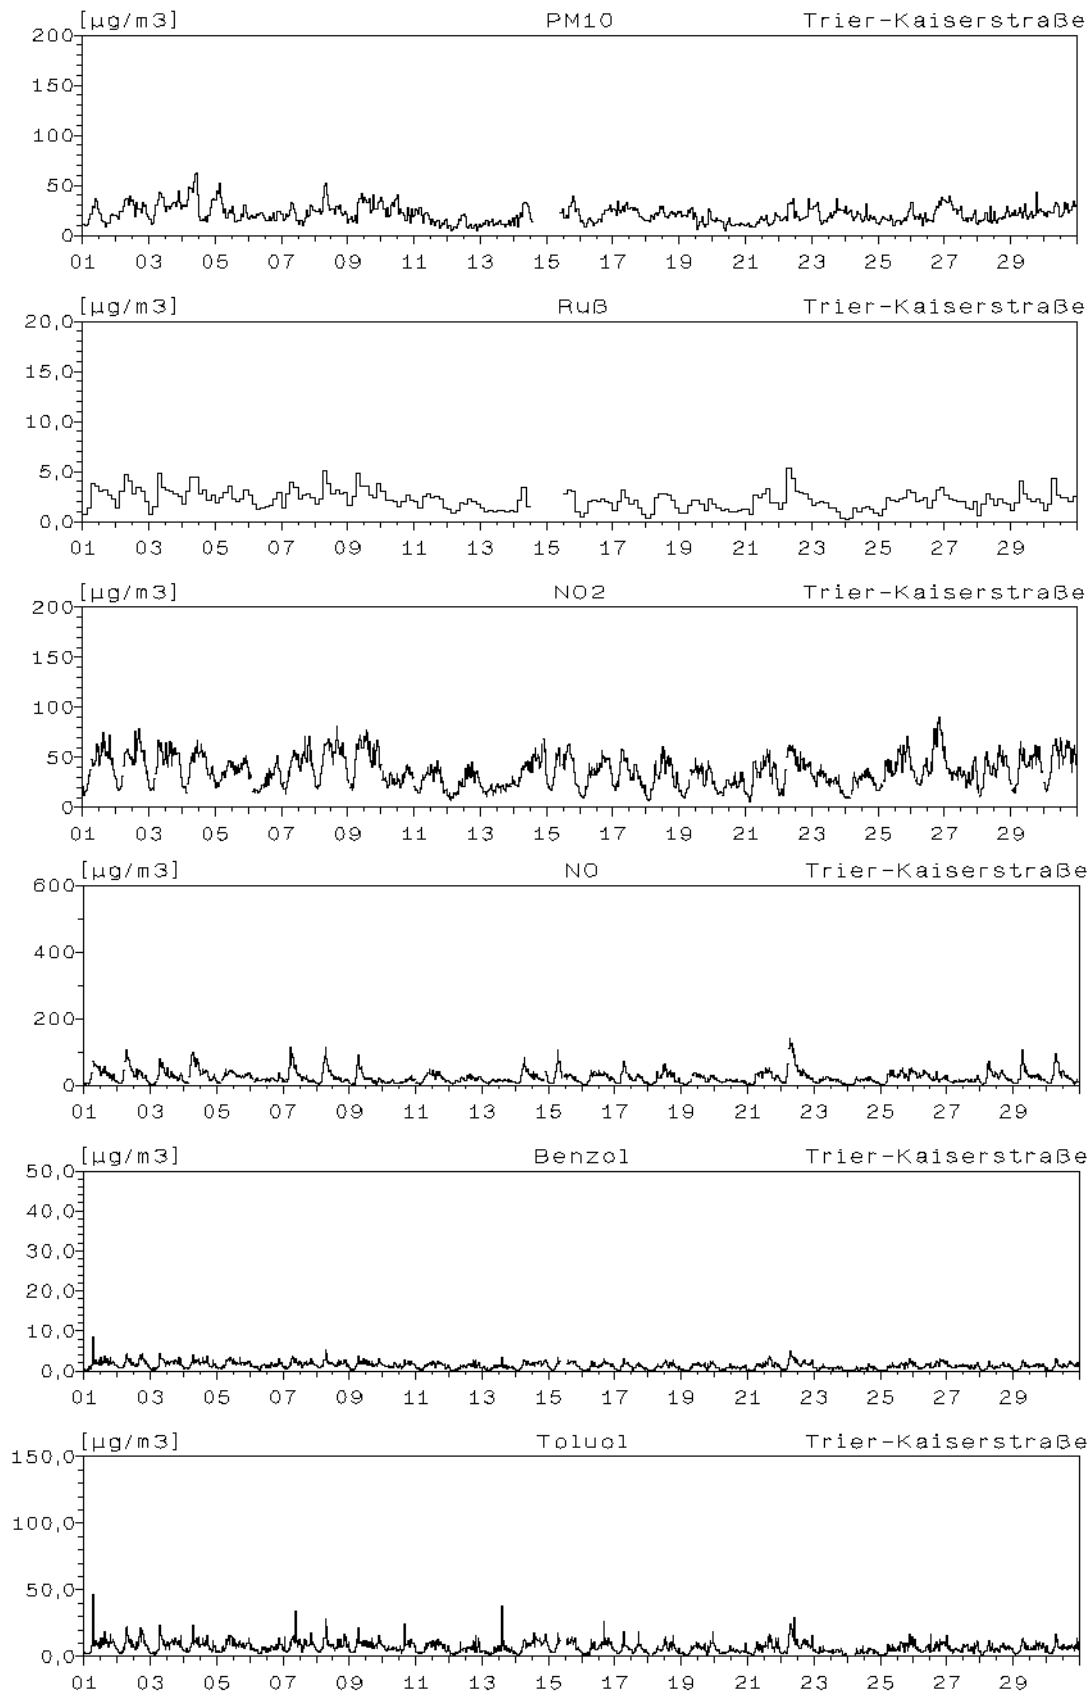 [µg/m3] PM10 Trier-Kaiserstraße
200
150
100
50
0
01 03 05 07 09 11 13 15 17 19 21 23 25 27 29
[µg/m3] Ruß Trier-Kaiserstraße
20,0
15,0
10,0
5,0
0,0
01 03 05 07 09 11 13 15 17 19 21 23 25 27 29
[µg/m3] NO2 Trier-Kaiserstraße
200
150
100
50
0
01 03 05 07 09 11 13 15 17 19 21 23 25 27 29
[µg/m3] NO Trier-Kaiserstraße
600
400
200
0
01 03 05 07 09 11 13 15 17 19 21 23 25 27 29
[µg/m3] Benzol Trier-Kaiserstraße
50,0
40,0
30,0
20,0
10,0
0,0
01 03 05 07 09 11 13 15 17 19 21 23 25 27 29
[µg/m3] Toluol Trier-Kaiserstraße
150,0
100,0
50,0
0,0
01 03 05 07 09 11 13 15 17 19 21 23 25 27 29